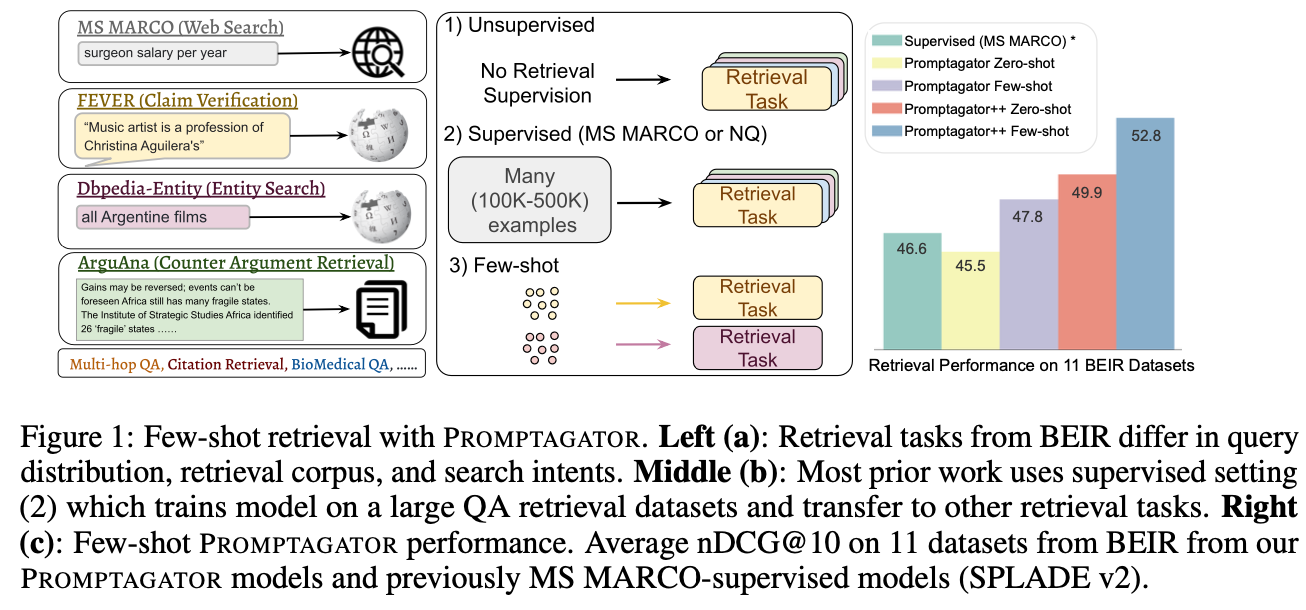 MS MARCO (Web Search)
surgeon salary per year
FEVER (Claim Verification)
“Music artist is a profession of
Christina Aguilera's”
Dbpedia-Entity (Entity Search)
all Argentine films
ArguAna (Counter Argument Retrieval)
Gains may be reversed; events can’t be
foreseen Africa still has many fragile states.
The Institute of Strategic Studies Africa identified
26 ‘fragile’ states ……
Multi-hop QA, Citation Retrieval, BioMedical QA, ……
1) Unsupervised
No Retrieval
Supervision
Retrieval
Task
2) Supervised (MS MARCO or NQ)
Many
(100K-500K)
examples
Retrieval
Task
3) Few-shot
Retrieval
Task
Retrieval
Task
Supervised (MS MARCO) *
Promptagator Zero-shot
Promptagator Few-shot
Promptagator++ Zero-shot
Promptagator++ Few-shot
46.6
45.5
47.8
49.9
52.8
Retrieval Performance on 11 BEIR Datasets
Figure 1: Few-shot retrieval with PROMPTAGATOR. Left (a): Retrieval tasks from BEIR differ in query
distribution, retrieval corpus, and search intents. Middle (b): Most prior work uses supervised setting
(2) which trains model on a large QA retrieval datasets and transfer to other retrieval tasks. Right
(c): Few-shot PROMPTAGATOR performance. Average nDCG@10 on 11 datasets from BEIR from our
PROMPTAGATOR models and previously MS MARCO-supervised models (SPLADE v2).